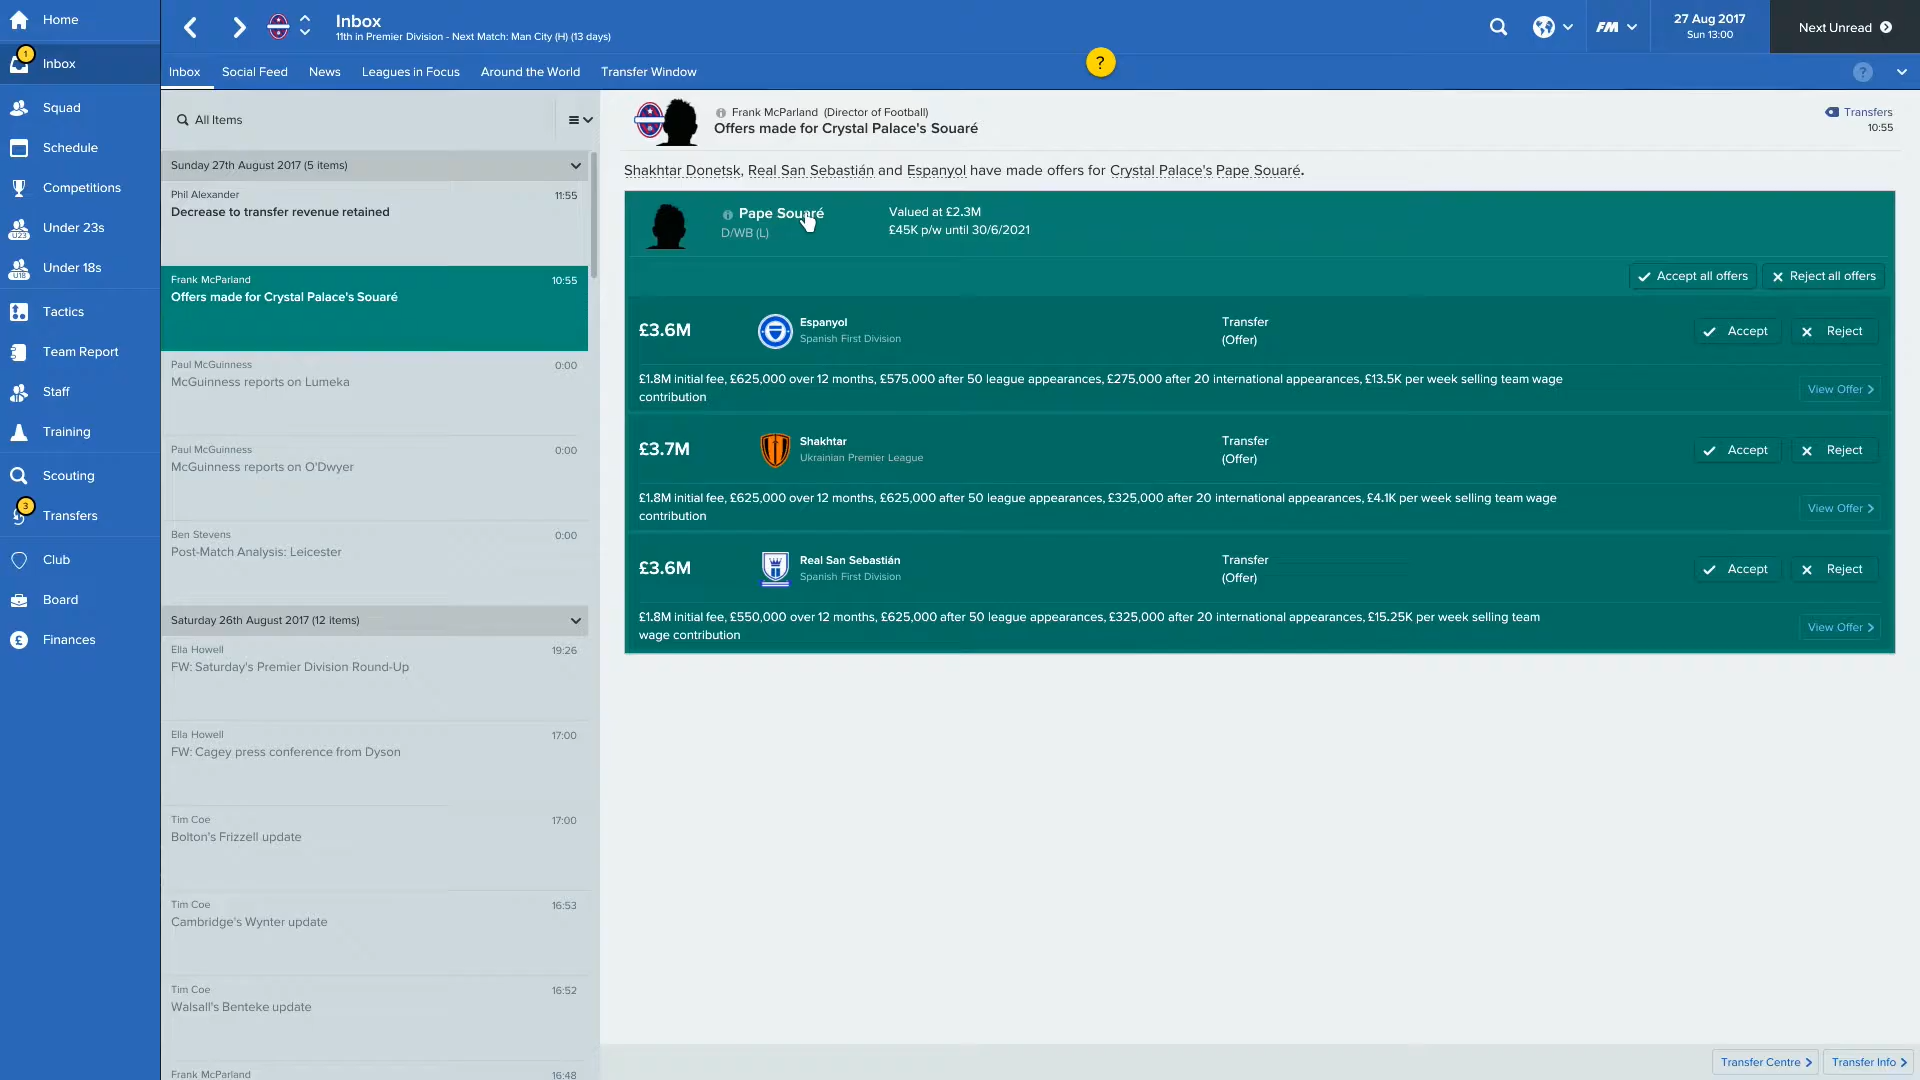 Home
1
Inbox
Squad
Schedule
Competitions
U23
Under 23s
U18
Under 18s
Tactics
Team Report
Staff
Training
Scouting
3
Transfers
Club
Board
£
Finances
Inbox
11th in Premier Division - Next Match: Man City (H) (13 days)
FM
27 Aug 2017
Sun 13:00
Next Unread
Inbox
Social Feed
News
Leagues in Focus
Around the World
Transfer Window
?
?
All Items
Sunday 27th August 2017 (5 items)
Phil Alexander
11:55
Decrease to transfer revenue retained
Frank McParland
10:55
Offers made for Crystal Palace's Souaré
Paul McGuinness
0:00
McGuinness reports on Lumeka
Paul McGuinness
0:00
McGuinness reports on O'Dwyer
Ben Stevens
0:00
Post-Match Analysis: Leicester
Saturday 26th August 2017 (12 items)
Ella Howell
19:26
FW: Saturday's Premier Division Round-Up
Ella Howell
17:00
FW: Cagey press conference from Dyson
Tim Coe
17:00
Bolton's Frizzell update
Tim Coe
16:53
Cambridge's Wynter update
Tim Coe
16:52
Walsall's Benteke update
Frank McParland
16:48
Frank McParland (Director of Football)
Offers made for Crystal Palace's Souaré
Transfers
10:55
Shakhtar Donetsk, Real San Sebastián and Espanyol have made offers for Crystal Palace's Pape Souaré.
Pape Souaré
D/WB (L)
Valued at £2.3M
£45K p/w until 30/6/2021
Accept all offers
Reject all offers
£3.6M
Espanyol
Spanish First Division
Transfer
(Offer)
Accept
Reject
£1.8M initial fee, £625,000 over 12 months, £575,000 after 50 league appearances, £275,000 after 20 international appearances, £13.5K per week selling team wage
contribution
View Offer
£3.7M
Shakhtar
Ukrainian Premier League
Transfer
(Offer)
Accept
Reject
£1.8M initial fee, £625,000 over 12 months, £625,000 after 50 league appearances, £325,000 after 20 international appearances, £4.1K per week selling team wage
contribution
View Offer
£3.6M
Real San Sebastián
Spanish First Division
Transfer
(Offer)
Accept
Reject
£1.8M initial fee, £550,000 over 12 months, £625,000 after 50 league appearances, £325,000 after 20 international appearances, £15.25K per week selling team
wage contribution
View Offer
Transfer Centre
Transfer Info